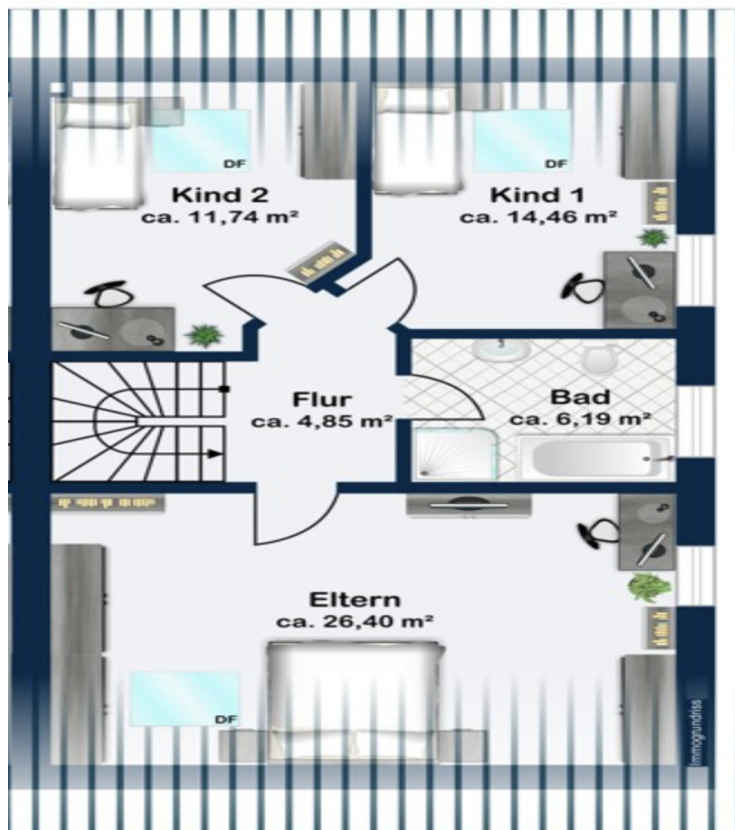 DF
DF
Kind 2
ca. 11,74 m²
Kind 1
ca. 14,46 m²
Flur
ca. 4,85 m²
Bad
ca. 6,19 m²
Eltern
ca. 26,40 m²
DF
Immogrundriss